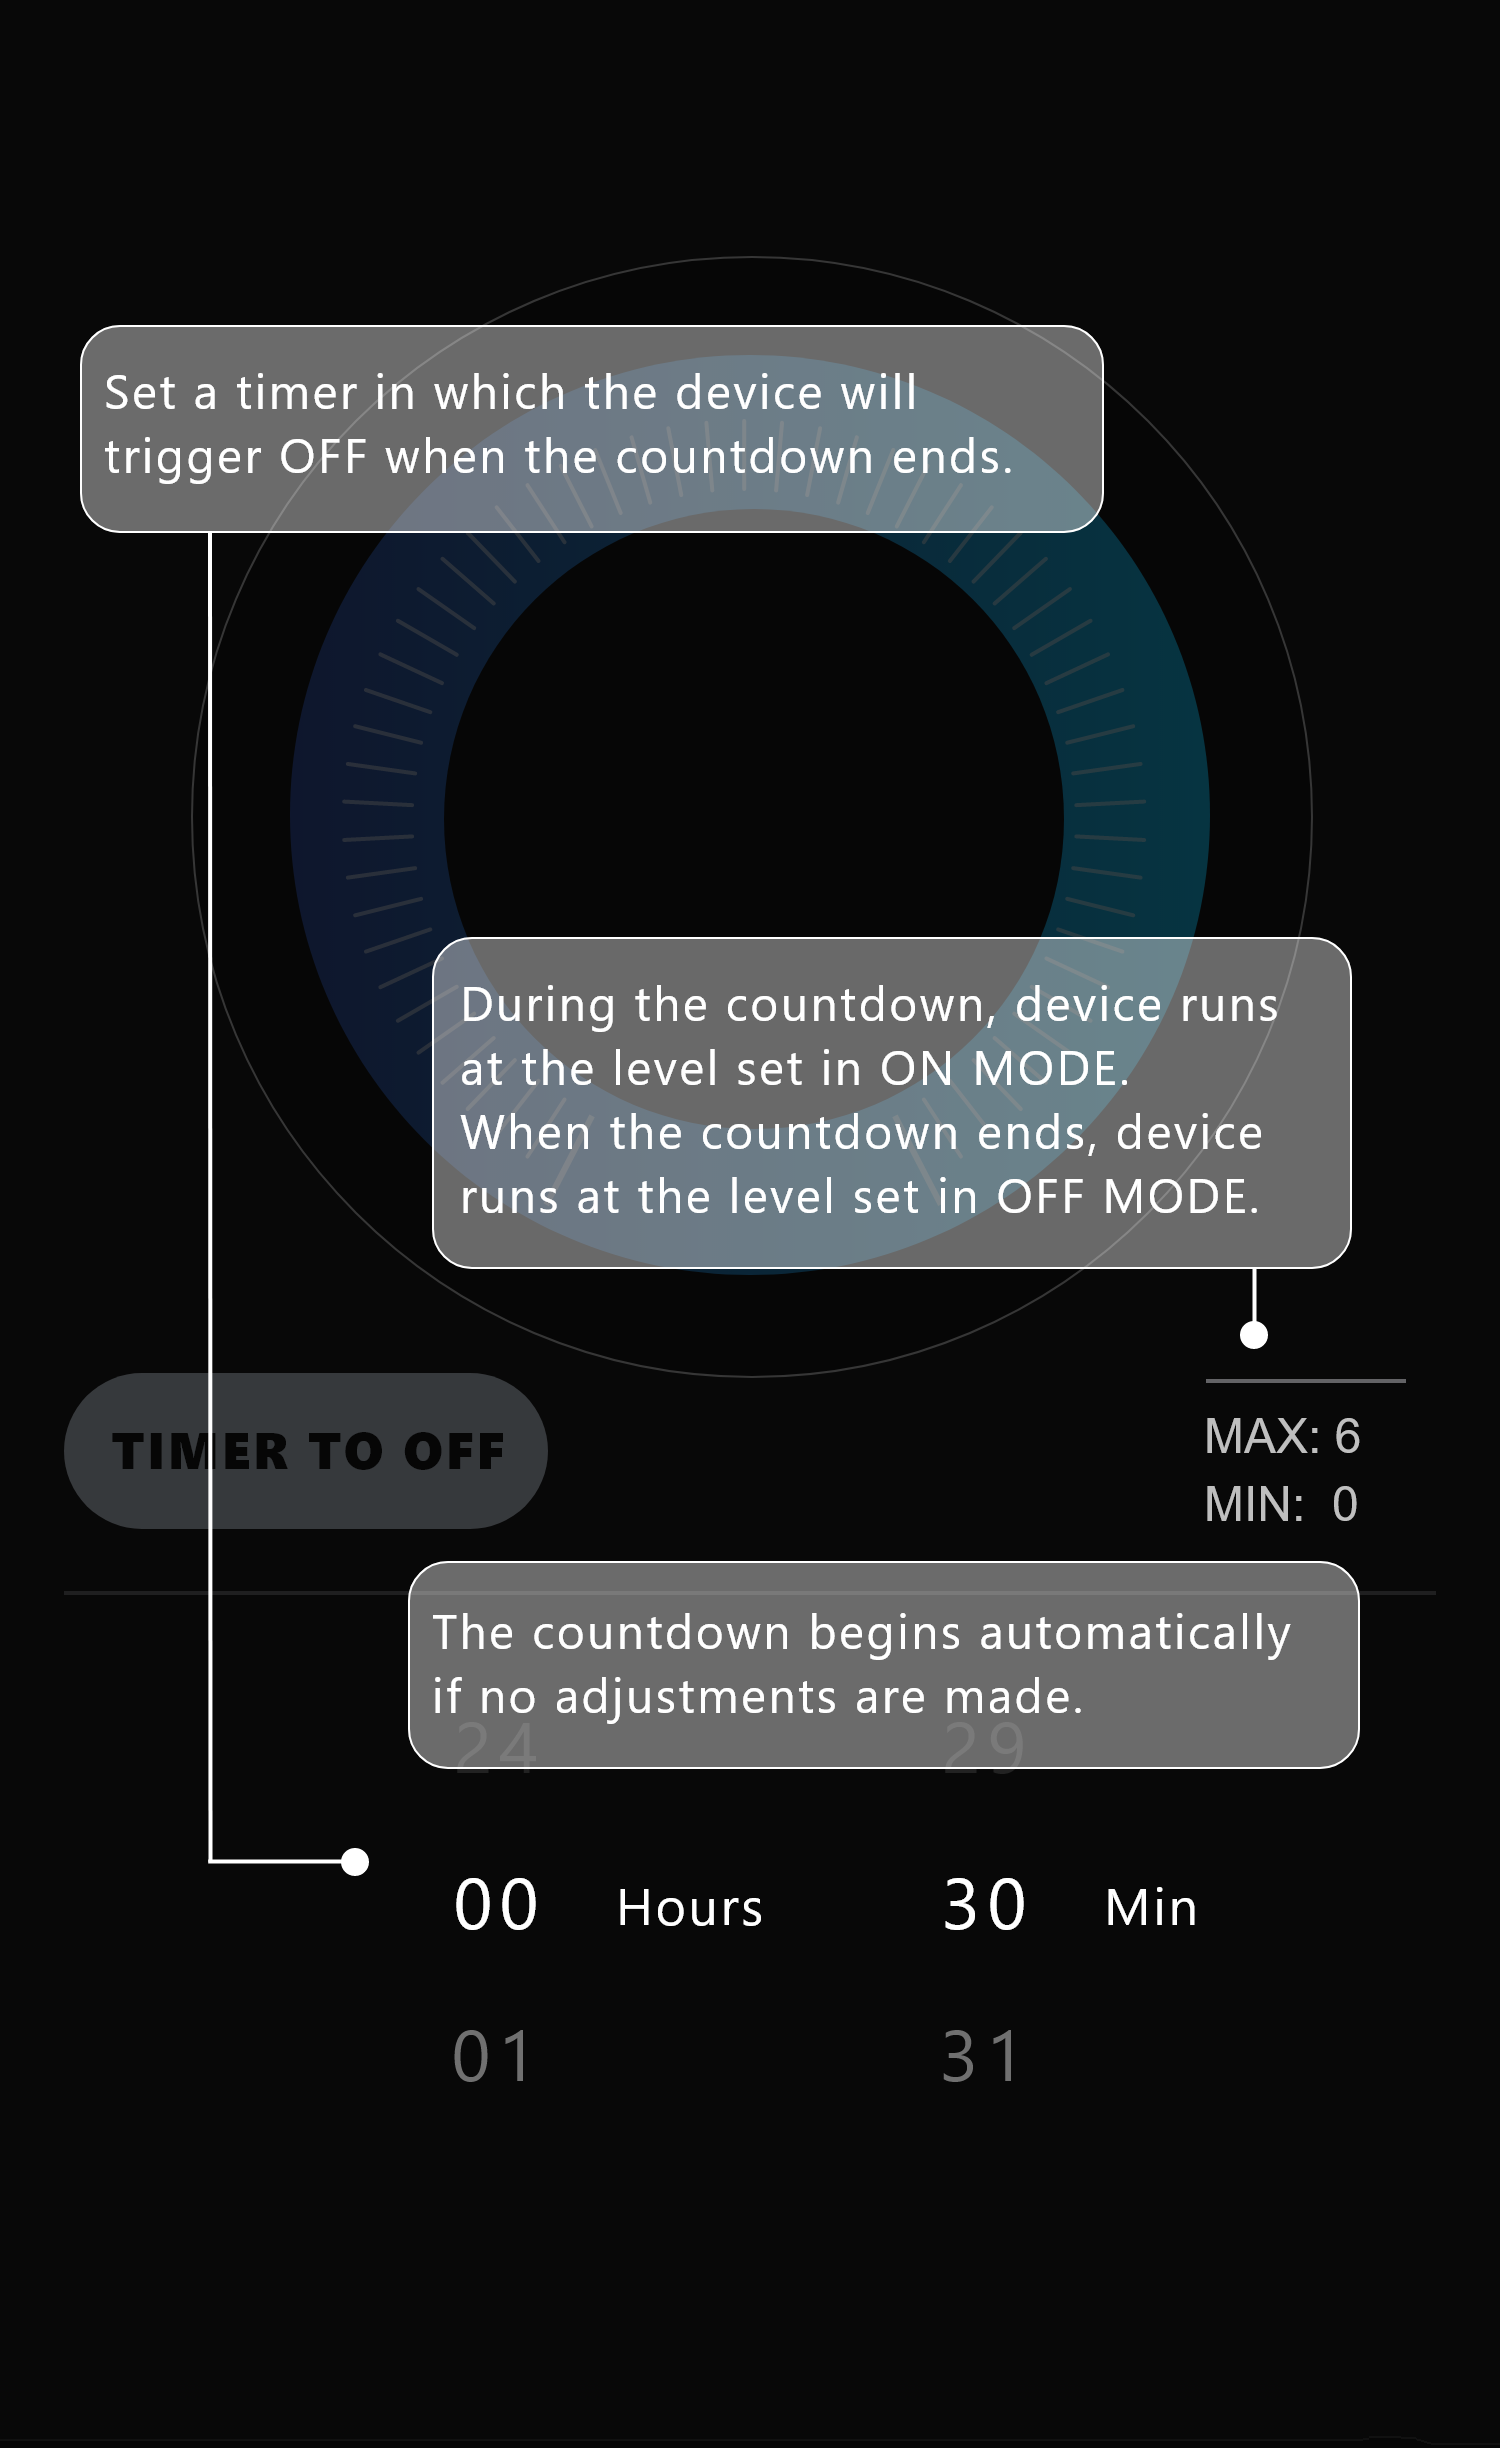 Set a timer in which the device will
trigger OFF when the countdown ends.
During the countdown, device runs
at the level set in ON MODE.
When the countdown ends, device
runs at the level set in OFF MODE.
TIMER TO OFF
MAX: 6
MIN: 0
The countdown begins automatically
if no adjustments are made.
24 29
00 Hours 30 Min
01 31